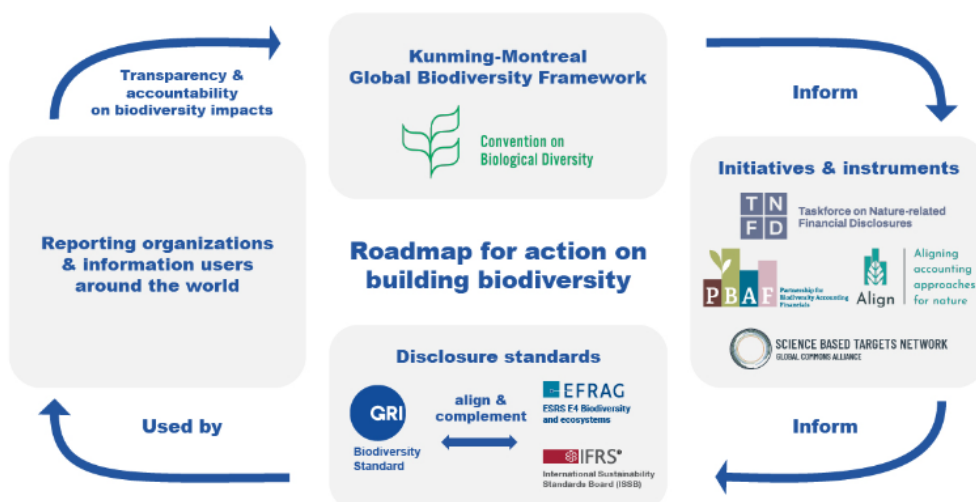 Transparency &
accountability
on biodiversity impacts
Kunming-Montreal
Global Biodiversity Framework
Convention on
Biological Diversity
Inform
Initiatives & instruments
TN
FD
Taskforce on Nature-related
Financial Disclosures
PBAF
Partnership for
Biodiversity Accounting
Financials
Align
Aligning
accounting
approaches
for nature
SCIENCE BASED TARGETS NETWORK
GLOBAL COMMONS ALLIANCE
Reporting organizations
& information users
around the world
Roadmap for action on
building biodiversity
Disclosure standards
GRI
Biodiversity
Standard
align &
complement
EFRAG
ESRS E4 Biodiversity
and ecosystems
IFRS
International Sustainability
Standards Board (ISSB)
Used by
Inform